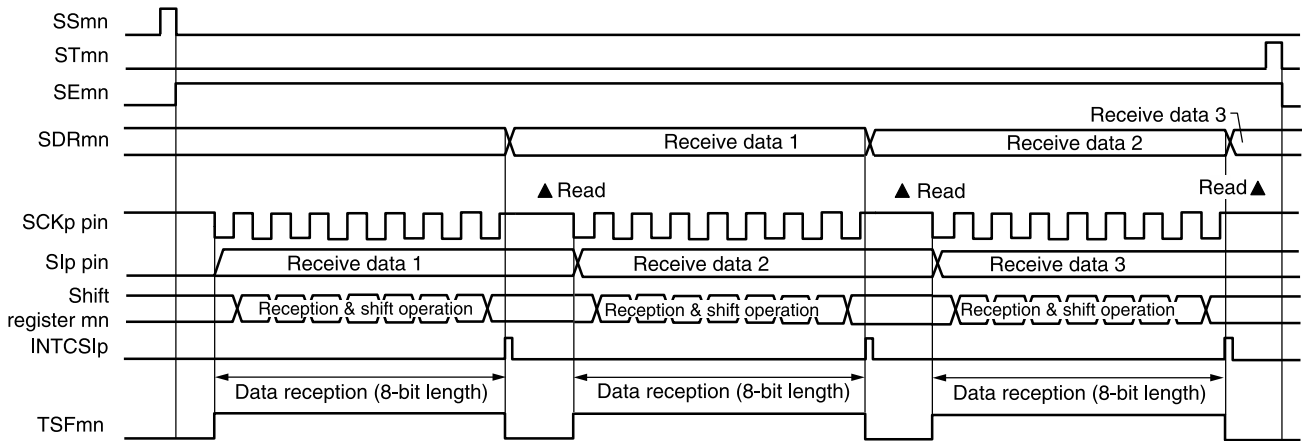 SSmn
STmn
SEmn
Receive data 3
SDRmn
Receive data 1
Receive data 2
▲ Read
▲ Read
Read ▲
SCKp pin
SIp pin
Receive data 1
Receive data 2
Receive data 3
Shift
register mn
Reception & shift operation
Reception & shift operation
Reception & shift operation
INTCSIp
Data reception (8-bit length)
Data reception (8-bit length)
Data reception (8-bit length)
TSFmn